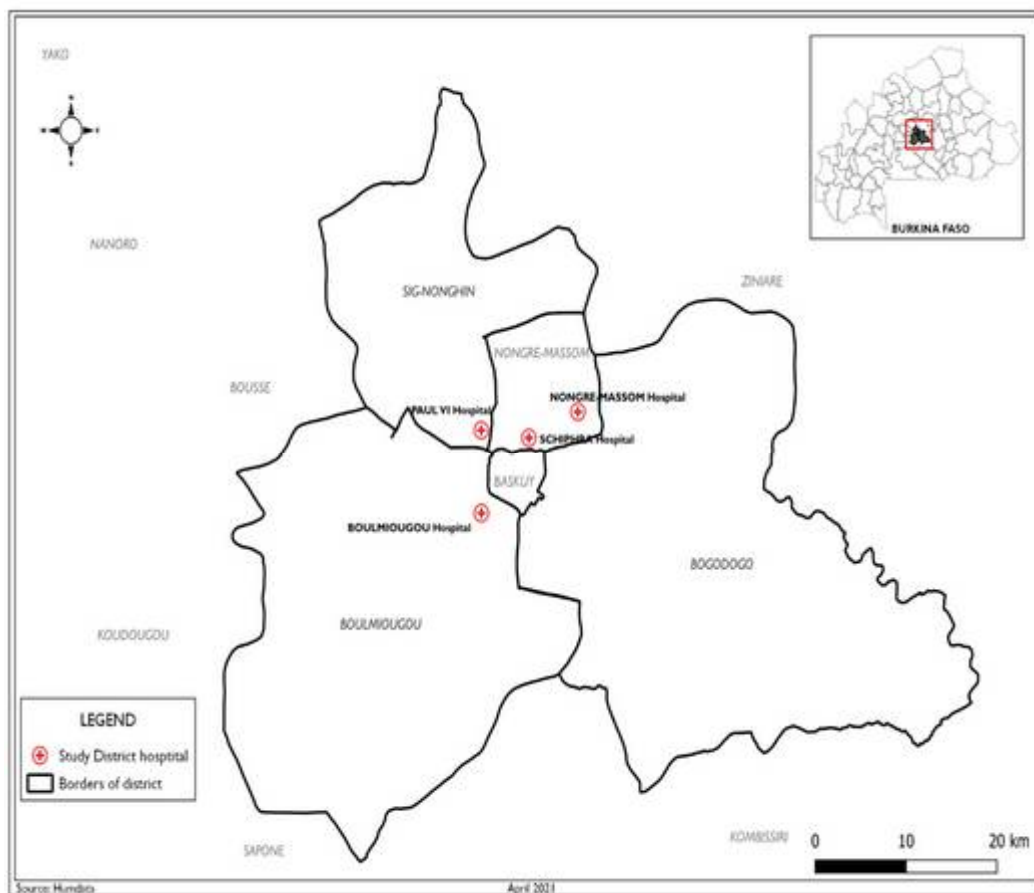 YAKO
BURKINA FASO
NANORO
ZINIARE
SIG-NONGHIN
NONGRE-MASSOM
BOUSSE
NONGRE-MASSOM Hospital
PAUL VI Hospital
SCHIPHRA Hospital
BASKUY
BOULMIOUGOU Hospital
BOGODOGO
BOULMIOUGOU
KOUDOUGOU
LEGEND
Study District hosptital
Borders of district
KOMBISSIRI
SAPONE
0 10 20 km
Source: Humdata
April 2021